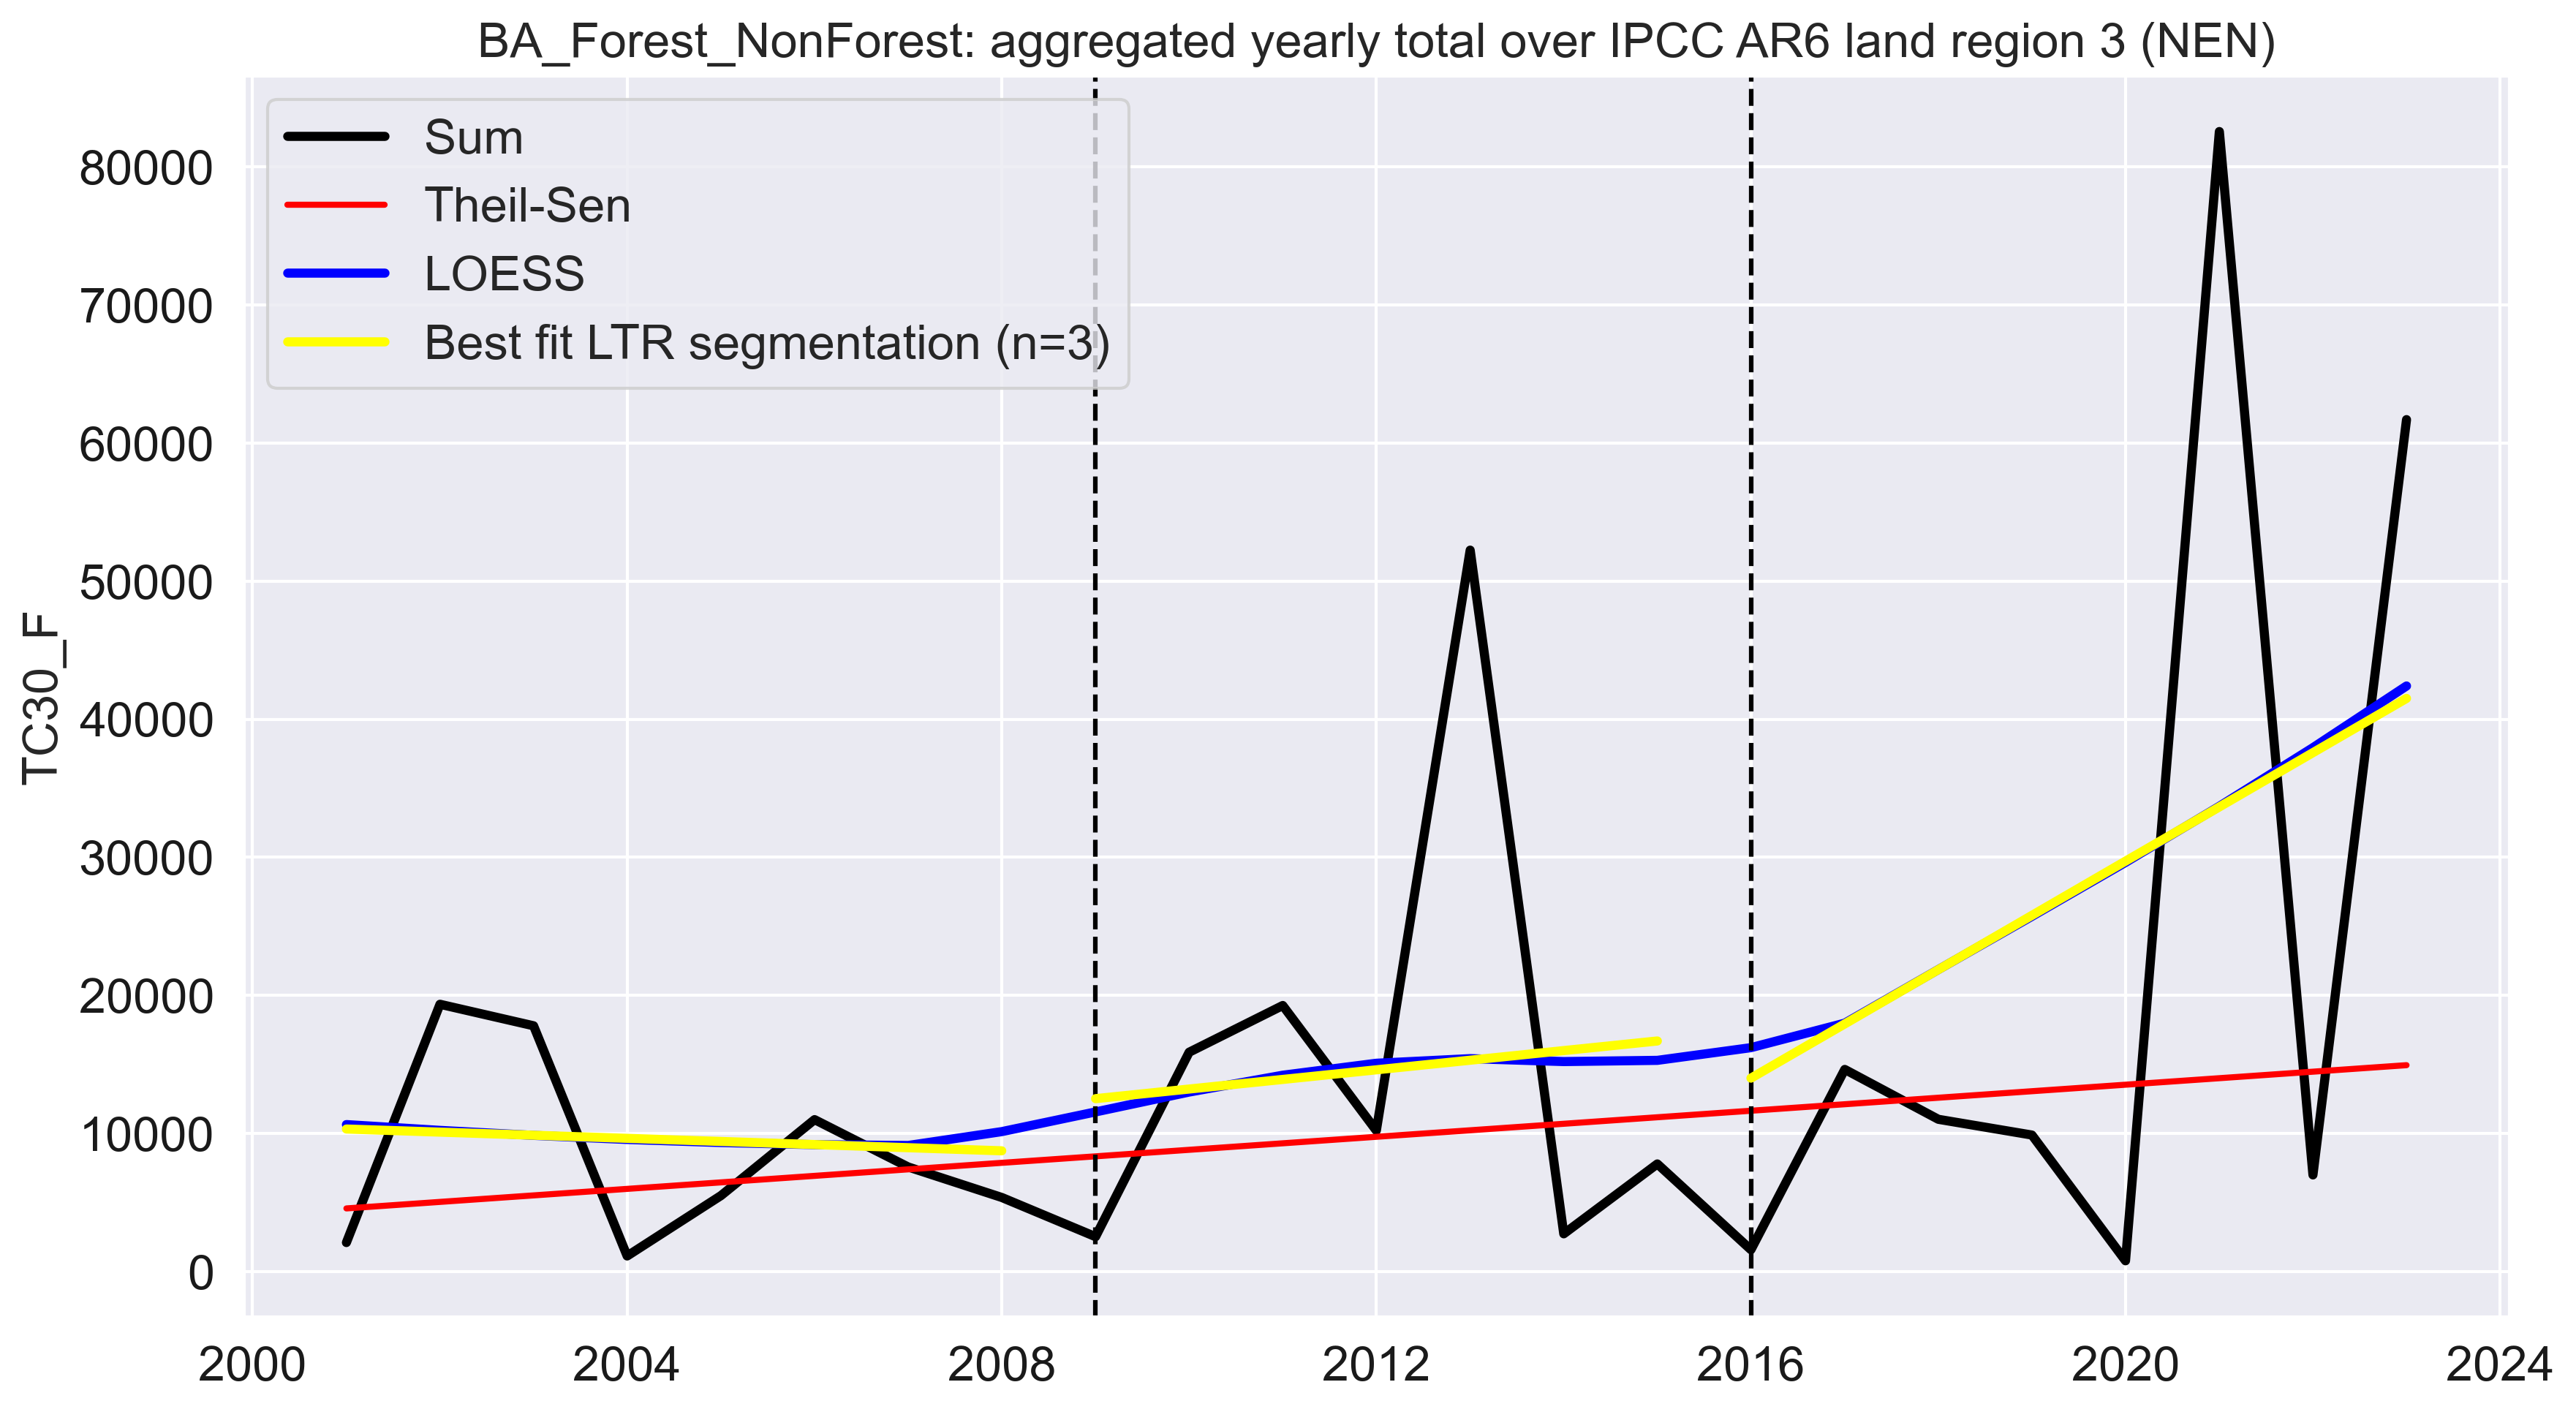 BA_Forest_NonForest: aggregated yearly total over IPCC AR6 land region 3 (NEN)
Sum
Theil-Sen
LOESS
Best fit LTR segmentation (n=3)
TC30_F
80000
70000
60000
50000
40000
30000
20000
10000
0
2000 2004 2008 2012 2016 2020 2024